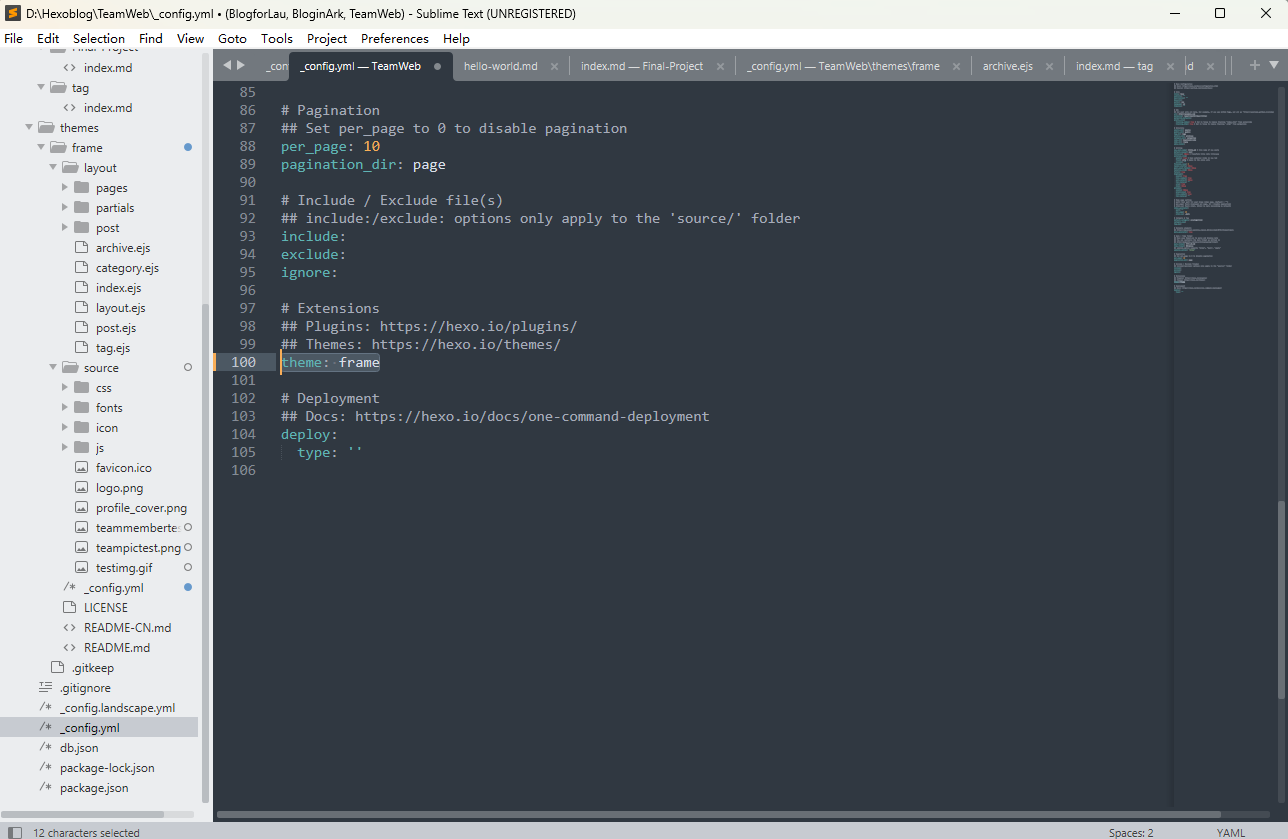 D:\Hexoblog\TeamWeb\_config.yml • (BlogforLau, BloginArk, TeamWeb) - Sublime Text (UNREGISTERED)
File Edit Selection Find View Goto Tools Project Preferences Help
Final-Project
index.md
tag
index.md
themes
frame
layout
pages
partials
post
archive.ejs
category.ejs
index.ejs
layout.ejs
post.ejs
tag.ejs
source
css
fonts
icon
js
favicon.ico
logo.png
profile_cover.png
teammemberte
teampictest.png
testimg.gif
_config.yml
LICENSE
README-CN.md
README.md
.gitkeep
.gitignore
_config.landscape.yml
_config.yml
db.json
package-lock.json
package.json
_con _config.yml — TeamWeb hello-world.md index.md — Final-Project _config.yml — TeamWeb\themes\frame archive.ejs index.md — tag d
85
86 # Pagination
87 ## Set per_page to 0 to disable pagination
88 per_page: 10
89 pagination_dir: page
90
91 # Include / Exclude file(s)
92 ## include:/exclude: options only apply to the 'source/' folder
93 include:
94 exclude:
95 ignore:
96
97 # Extensions
98 ## Plugins: https://hexo.io/plugins/
99 ## Themes: https://hexo.io/themes/
100 theme: frame
101
102 # Deployment
103 ## Docs: https://hexo.io/docs/one-command-deployment
104 deploy:
105 type: ''
106
12 characters selected Spaces: 2 YAML